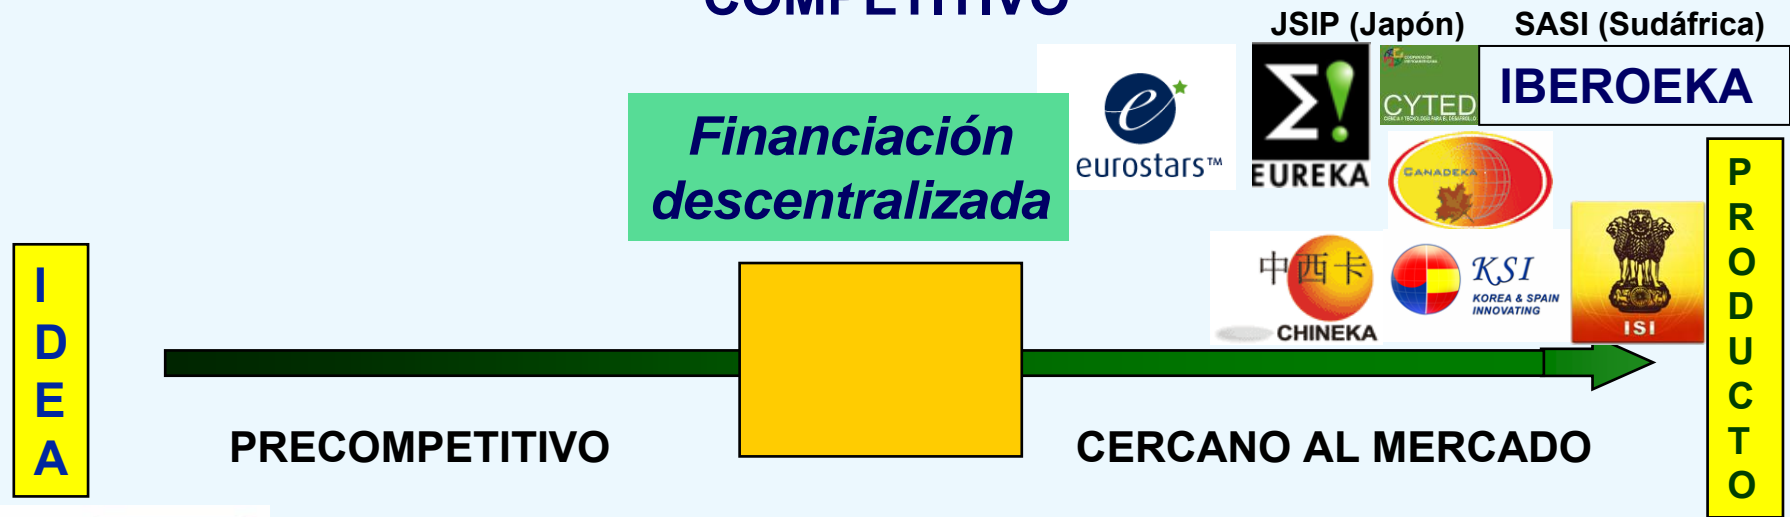 COMPETITIVO
JSIP (Japón)
SASI (Sudáfrica)
eurostars™
EUREKA
CYTED
IBEROEKA
Financiación
descentralizada
CANADEKA
中西卡
CHINEKA
KSI
KOREA & SPAIN
INNOVATING
ISI
IDEA
PRODUCTO
PRECOMPETITIVO
CERCANO AL MERCADO